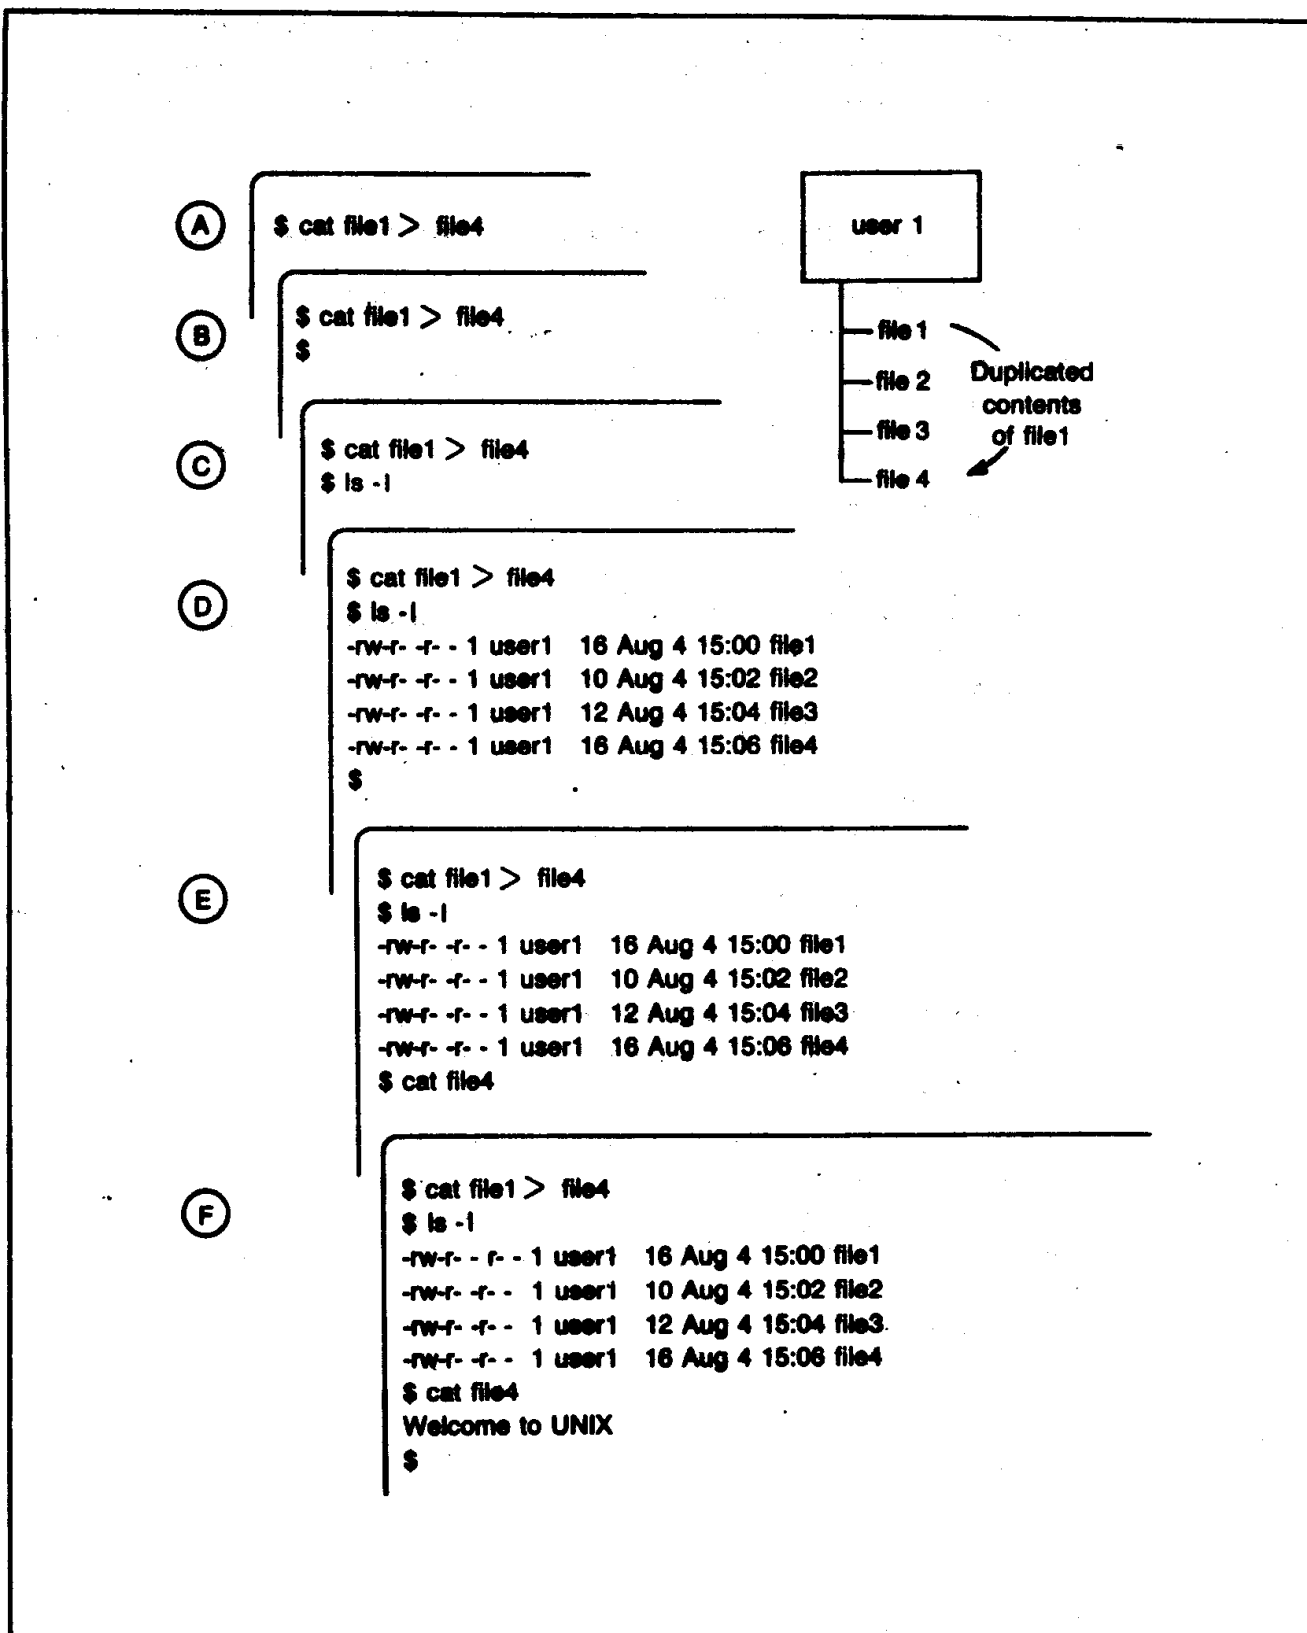 A
$ cat file1 > file4
B
$ cat file1 > file4
$
C
$ cat file1 > file4
$ ls -l
D
$ cat file1 > file4
$ ls -l
-rw-r- -r- - 1 user1 16 Aug 4 15:00 file1
-rw-r- -r- - 1 user1 10 Aug 4 15:02 file2
-rw-r- -r- - 1 user1 12 Aug 4 15:04 file3
-rw-r- -r- - 1 user1 16 Aug 4 15:06 file4
$
E
$ cat file1 > file4
$ ls -l
-rw-r- -r- - 1 user1 16 Aug 4 15:00 file1
-rw-r- -r- - 1 user1 10 Aug 4 15:02 file2
-rw-r- -r- - 1 user1 12 Aug 4 15:04 file3
-rw-r- -r- - 1 user1 16 Aug 4 15:06 file4
$ cat file4
F
$ cat file1 > file4
$ ls -l
-rw-r- - r- - 1 user1 16 Aug 4 15:00 file1
-rw-r- -r- - 1 user1 10 Aug 4 15:02 file2
-rw-r- -r- - 1 user1 12 Aug 4 15:04 file3
-rw-r- -r- - 1 user1 16 Aug 4 15:06 file4
$ cat file4
Welcome to UNIX
$
user 1
file 1
file 2
file 3
file 4
Duplicated
contents
of file1